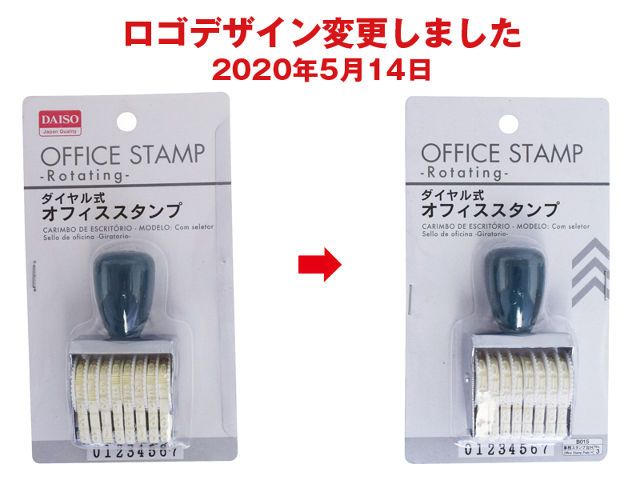 ロゴデザイン変更しました
2020年5月14日
DAISO
Japan Quality
OFFICE STAMP
-Rotating-
ダイヤル式
オフィススタンプ
CARIMBO DE ESCRITÓRIO - MODELO: Com seletor
Sello de oficina -Giratorio-
01234567
OFFICE STAMP
-Rotating-
ダイヤル式
オフィススタンプ
CARIMBO DE ESCRITÓRIO - MODELO: Com seletor
Sello de oficina -Giratorio-
01234567
B015